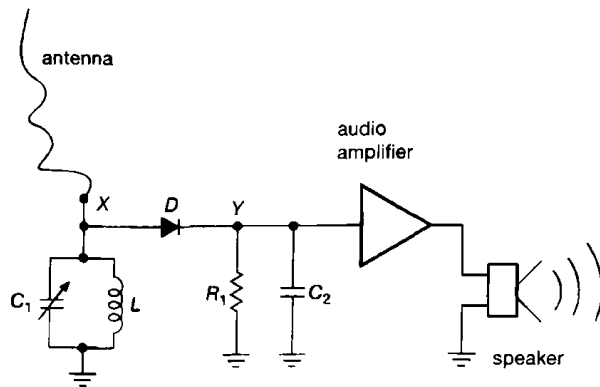 antenna
audio
amplifier
X
D
Y
C1
L
R1
C2
speaker